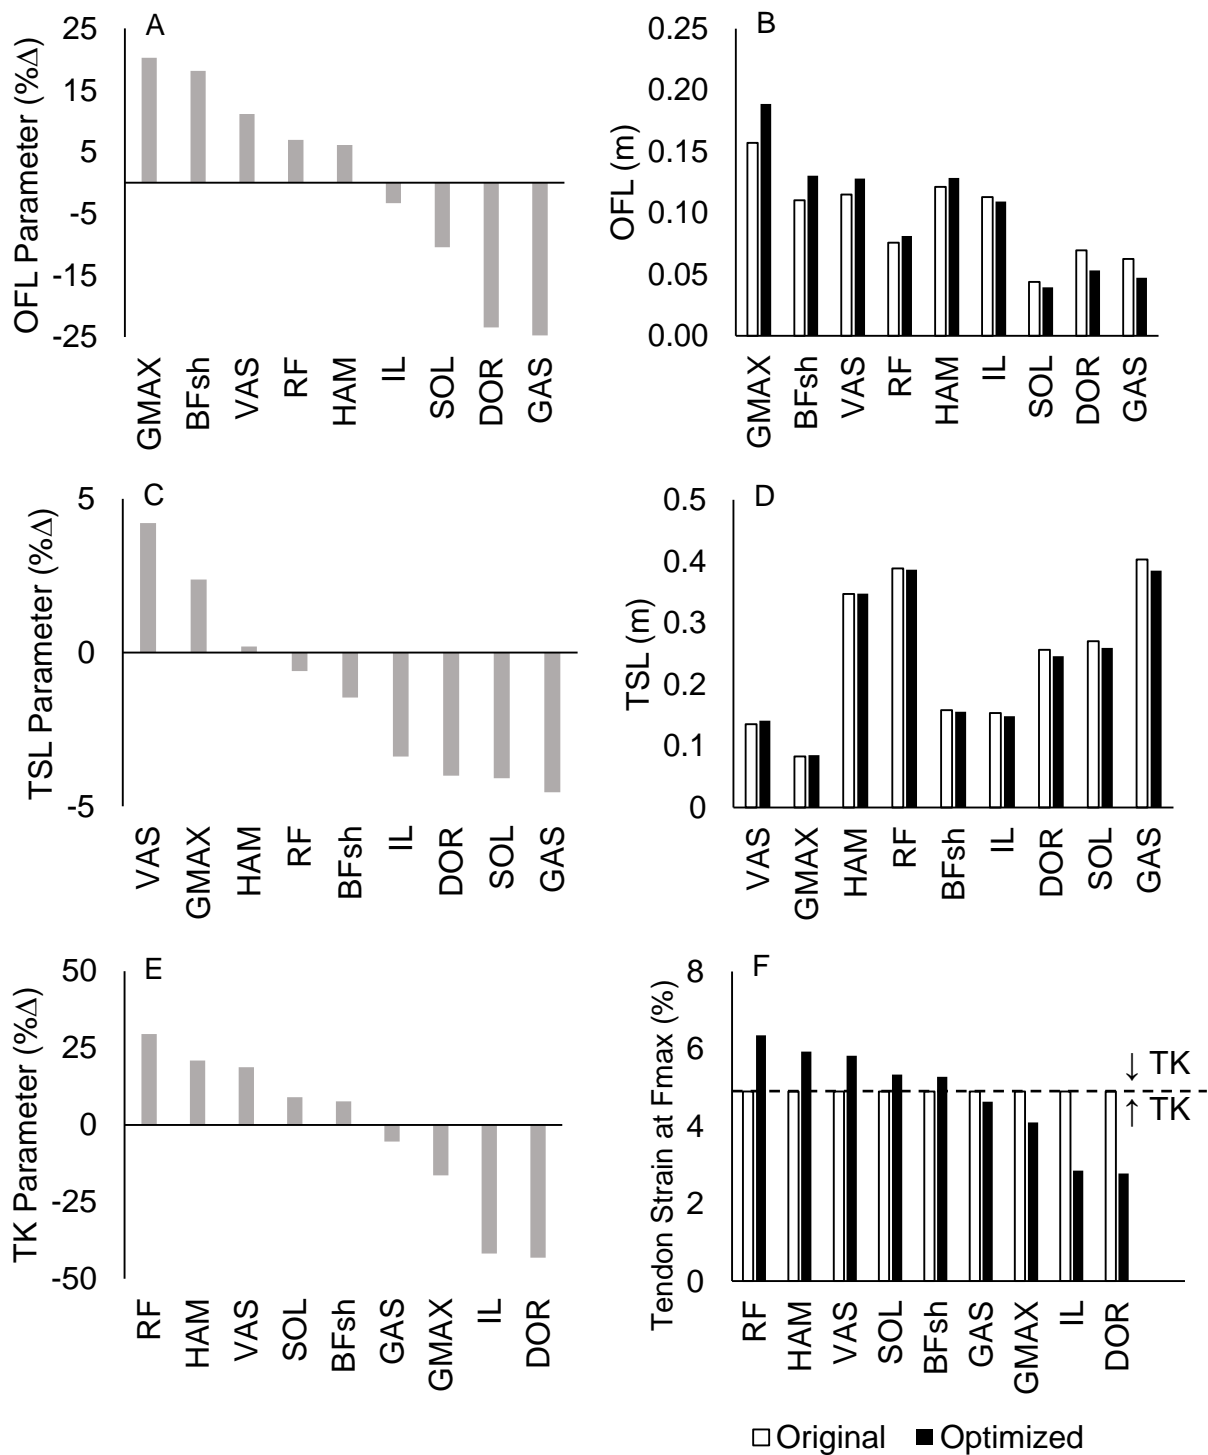 A
OFL Parameter (%Δ)
25
15
5
-5
-15
-25
GMAX
BFsh
VAS
RF
HAM
IL
SOL
DOR
GAS
B
OFL (m)
0.25
0.20
0.15
0.10
0.05
0.00
GMAX
BFsh
VAS
RF
HAM
IL
SOL
DOR
GAS
C
TSL Parameter (%Δ)
5
0
-5
VAS
GMAX
HAM
RF
BFsh
IL
DOR
SOL
GAS
D
TSL (m)
0.5
0.4
0.3
0.2
0.1
0
VAS
GMAX
HAM
RF
BFsh
IL
DOR
SOL
GAS
E
TK Parameter (%Δ)
50
25
0
-25
-50
RF
HAM
VAS
SOL
BFsh
GAS
GMAX
IL
DOR
F
Tendon Strain at Fmax (%)
8
6
4
2
0
↓ TK
↑ TK
RF
HAM
VAS
SOL
BFsh
GAS
GMAX
IL
DOR
Original
Optimized